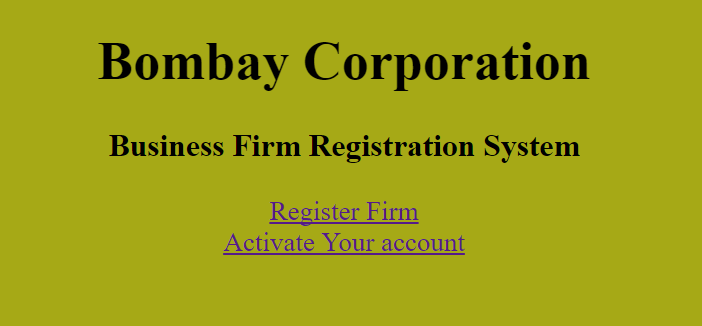 Bombay Corporation
Business Firm Registration System
Register Firm
Activate Your account